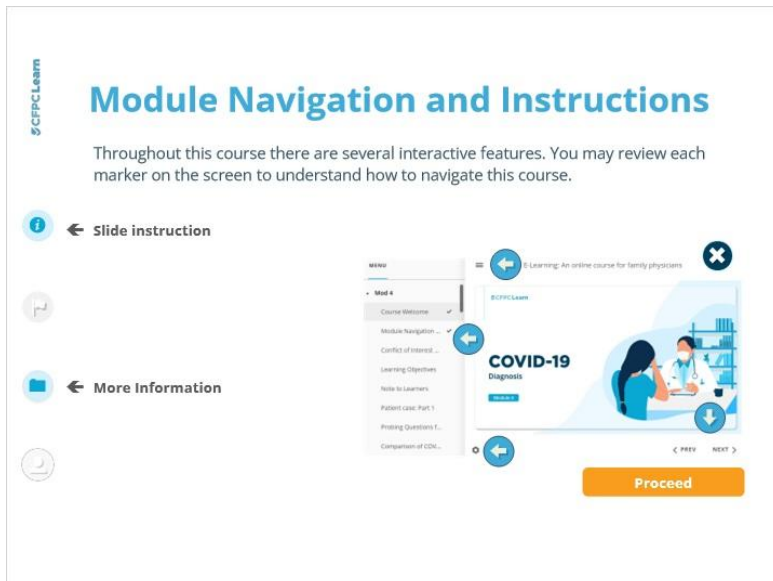 CFPCLearn
Module Navigation and Instructions
Throughout this course there are several interactive features. You may review each
marker on the screen to understand how to navigate this course.
Slide instruction
More Information
MENU
E-Learning: An online course for family physicians
Mod 4
Course Welcome
Module Navigation ...
Conflict of Interest ...
Learning Objectives
Note to Learners
Patient case: Part 1
Probing Questions f...
Comparison of COV...
CFPCLearn
COVID-19
Diagnosis
Module 4
PREV
NEXT
Proceed